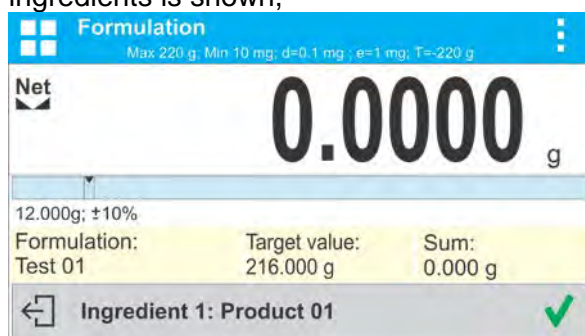 ingredients is shown,
Formulation
Max 220 g; Min 10 mg; d=0.1 mg ; e=1 mg; T=-220 g
Net
0.0000 g
12.000g; ±10%
Formulation: Target value: Sum:
Test 01 216.000 g 0.000 g
Ingredient 1: Product 01